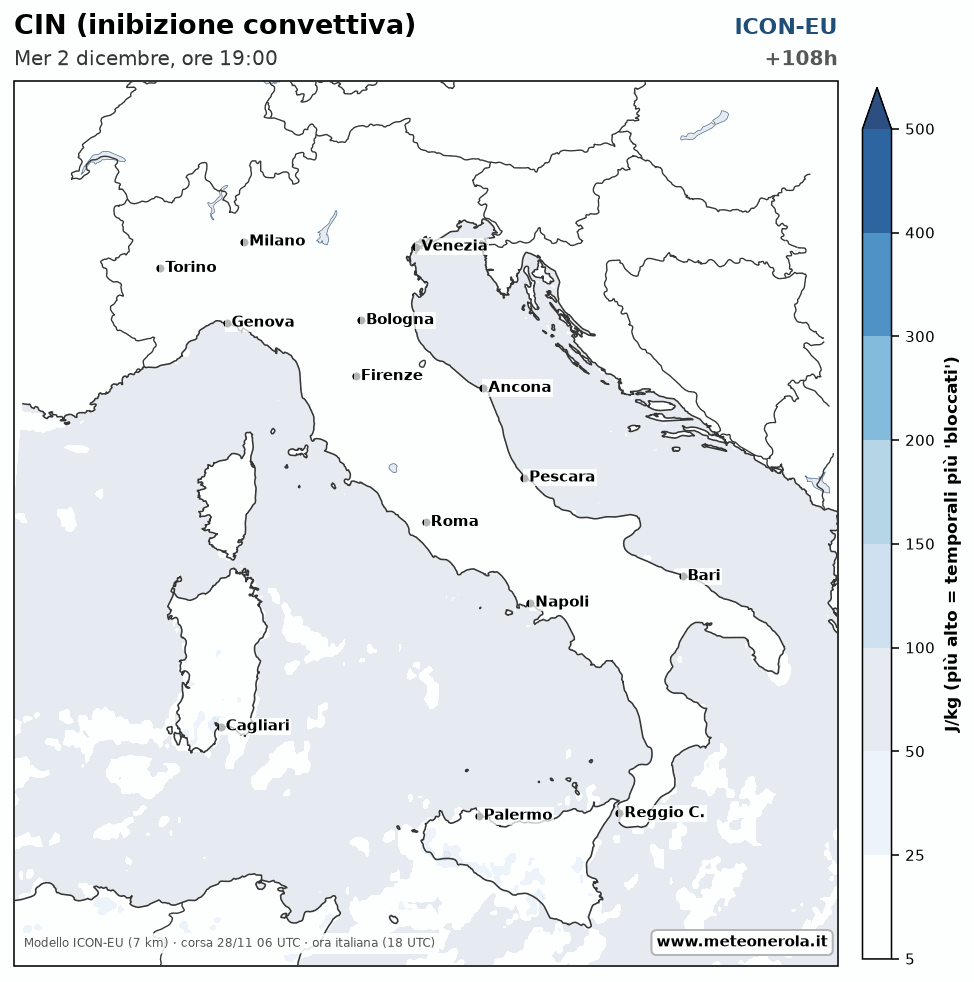 CIN (inibizione convettiva)
ICON-EU
Mer 2 dicembre, ore 19:00
+108h
Milano
Venezia
Torino
Genova
Bologna
Firenze
Ancona
Pescara
Roma
Bari
Napoli
Cagliari
Palermo
Reggio C.
Modello ICON-EU (7 km) · corsa 28/11 06 UTC · ora italiana (18 UTC)
www.meteonerola.it
500
400
300
200
150
100
50
25
5
J/kg (più alto = temporali più 'bloccati')